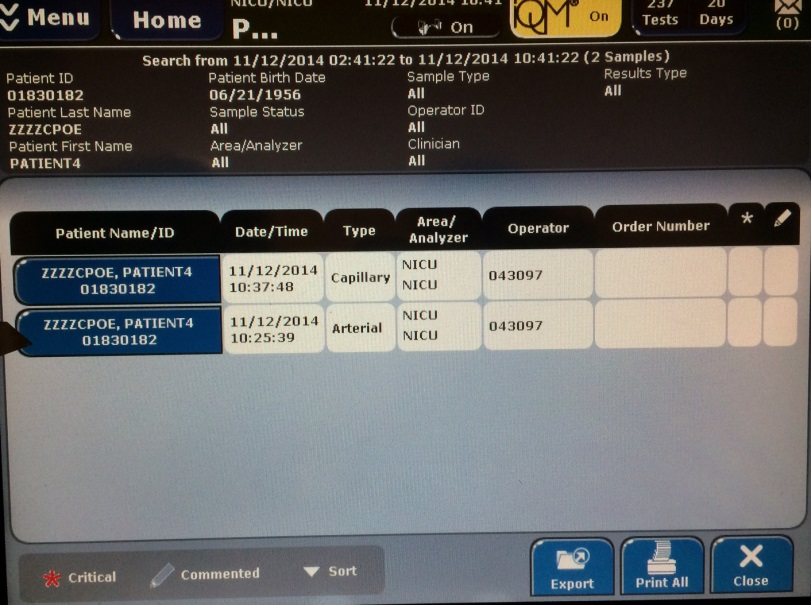 NICU/NICU
11/12/2014 10:41
Menu
Home
P...
On
IQM®
On
237
Tests
20
Days
(0)
Search from 11/12/2014 02:41:22 to 11/12/2014 10:41:22 (2 Samples)
Patient ID Patient Birth Date Sample Type Results Type
01830182 06/21/1956 All All
Patient Last Name Sample Status Operator ID
ZZZZCPOE All All
Patient First Name Area/Analyzer Clinician
PATIENT4 All All
Patient Name/ID Date/Time Type Area/ Analyzer Operator Order Number *
ZZZZCPOE, PATIENT4 11/12/2014 Capillary NICU 043097
01830182 10:37:48 NICU
ZZZZCPOE, PATIENT4 11/12/2014 Arterial NICU 043097
01830182 10:25:39 NICU
Critical Commented Sort
Export Print All Close